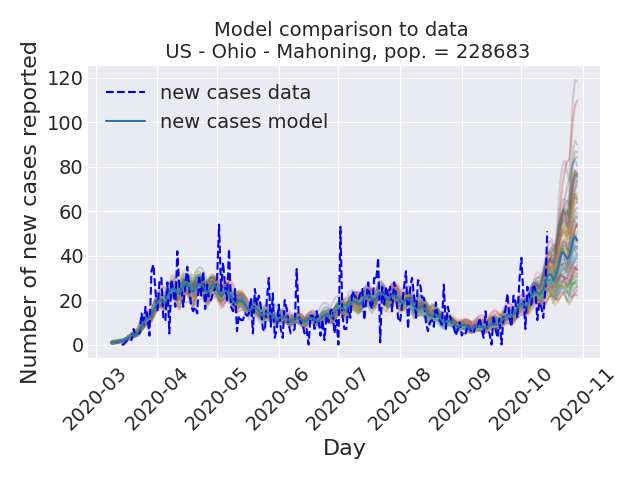 Model comparison to data
US - Ohio - Mahoning, pop. = 228683
Number of new cases reported
120
100
80
60
40
20
0
new cases data
new cases model
2020-03
2020-04
2020-05
2020-06
2020-07
2020-08
2020-09
2020-10
2020-11
Day